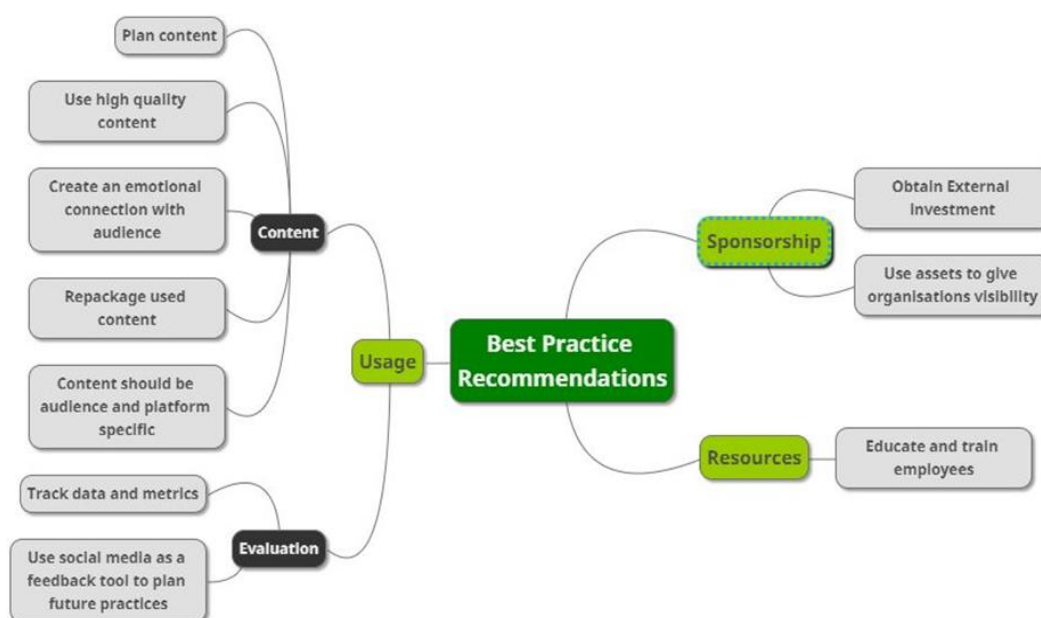 Plan content
Use high quality
content
Create an emotional
connection with
audience
Content
Repackage used
content
Content should be
audience and platform
specific
Usage
Track data and metrics
Evaluation
Use social media as a
feedback tool to plan
future practices
Best Practice
Recommendations
Sponsorship
Obtain External
investment
Use assets to give
organisations visibility
Resources
Educate and train
employees